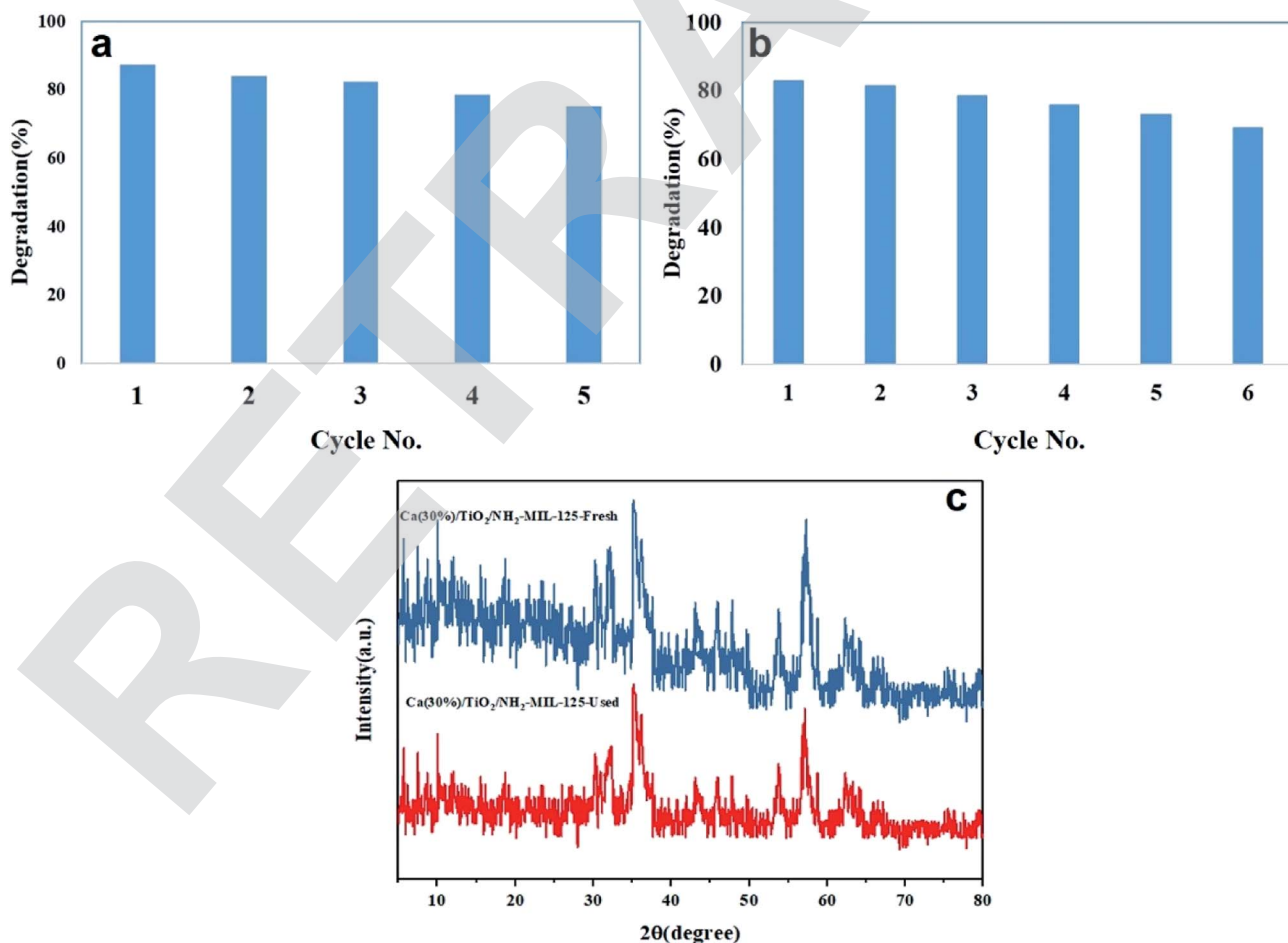 a
Degradation(%)
100
80
60
40
20
0
1 2 3 4 5
Cycle No.
b
Degradation(%)
100
80
60
40
20
0
1 2 3 4 5 6
Cycle No.
c
Ca(30%)/TiO₂/NH₂-MIL-125-Fresh
Ca(30%)/TiO₂/NH₂-MIL-125-Used
Intensity(a.u.)
10 20 30 40 50 60 70 80
2θ(degree)
RETRA